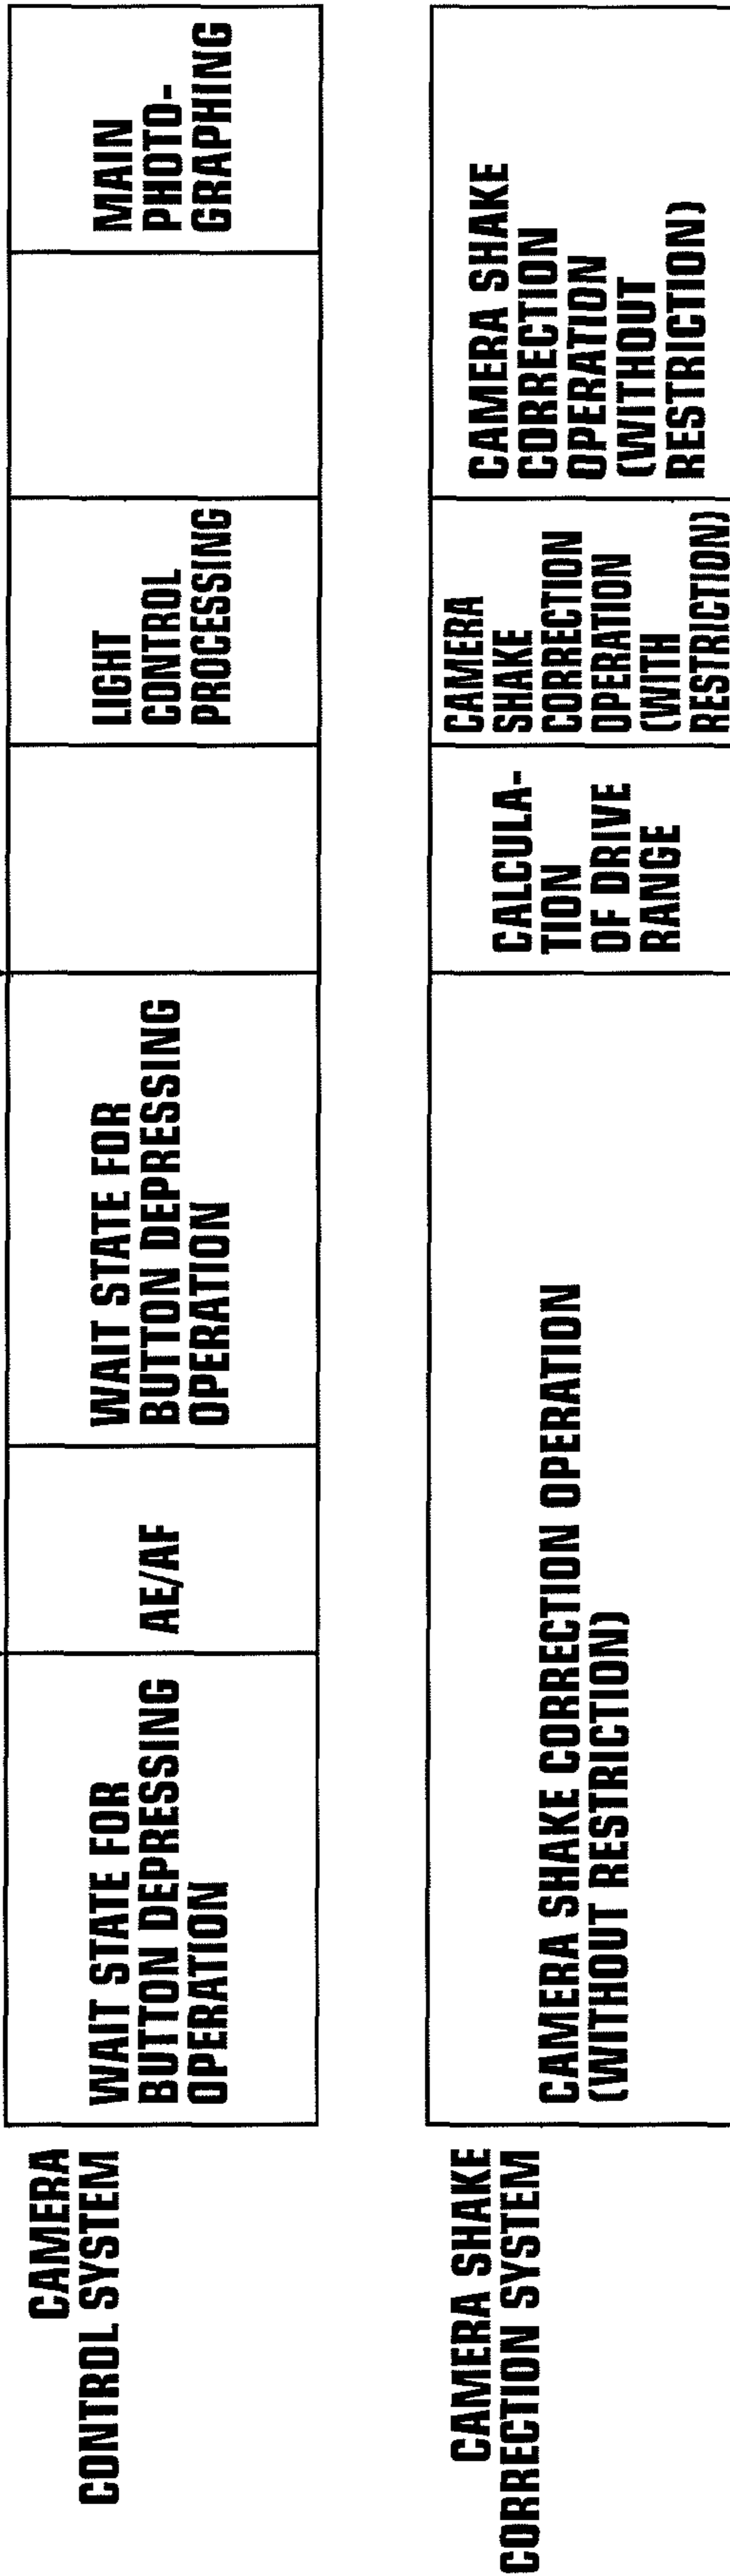 CAMERA
CONTROL SYSTEM
WAIT STATE FOR
BUTTON DEPRESSING
OPERATION
AE/AF
WAIT STATE FOR
BUTTON DEPRESSING
OPERATION
LIGHT
CONTROL
PROCESSING
MAIN
PHOTO-
GRAPHING
CAMERA SHAKE
CORRECTION SYSTEM
CAMERA SHAKE CORRECTION OPERATION
(WITHOUT RESTRICTION)
CALCULA-
TION
OF DRIVE
RANGE
CAMERA
SHAKE
CORRECTION
OPERATION
(WITH
RESTRICTION)
CAMERA SHAKE
CORRECTION
OPERATION
(WITHOUT
RESTRICTION)